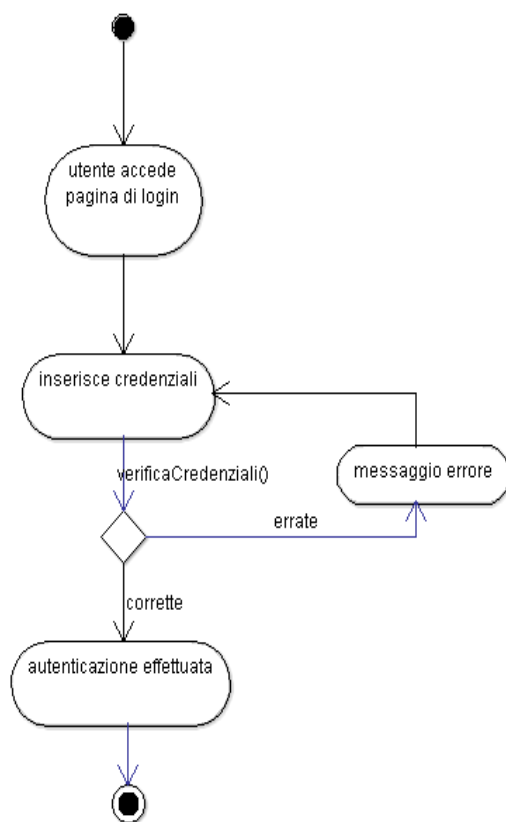 utente accede
pagina di login
inserisce credenziali
verificaCredenziali()
messaggio errore
errate
corrette
autenticazione effettuata